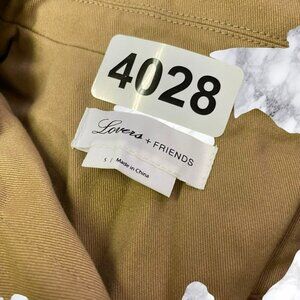 4028
Lovers + FRIENDS
S
Made in China